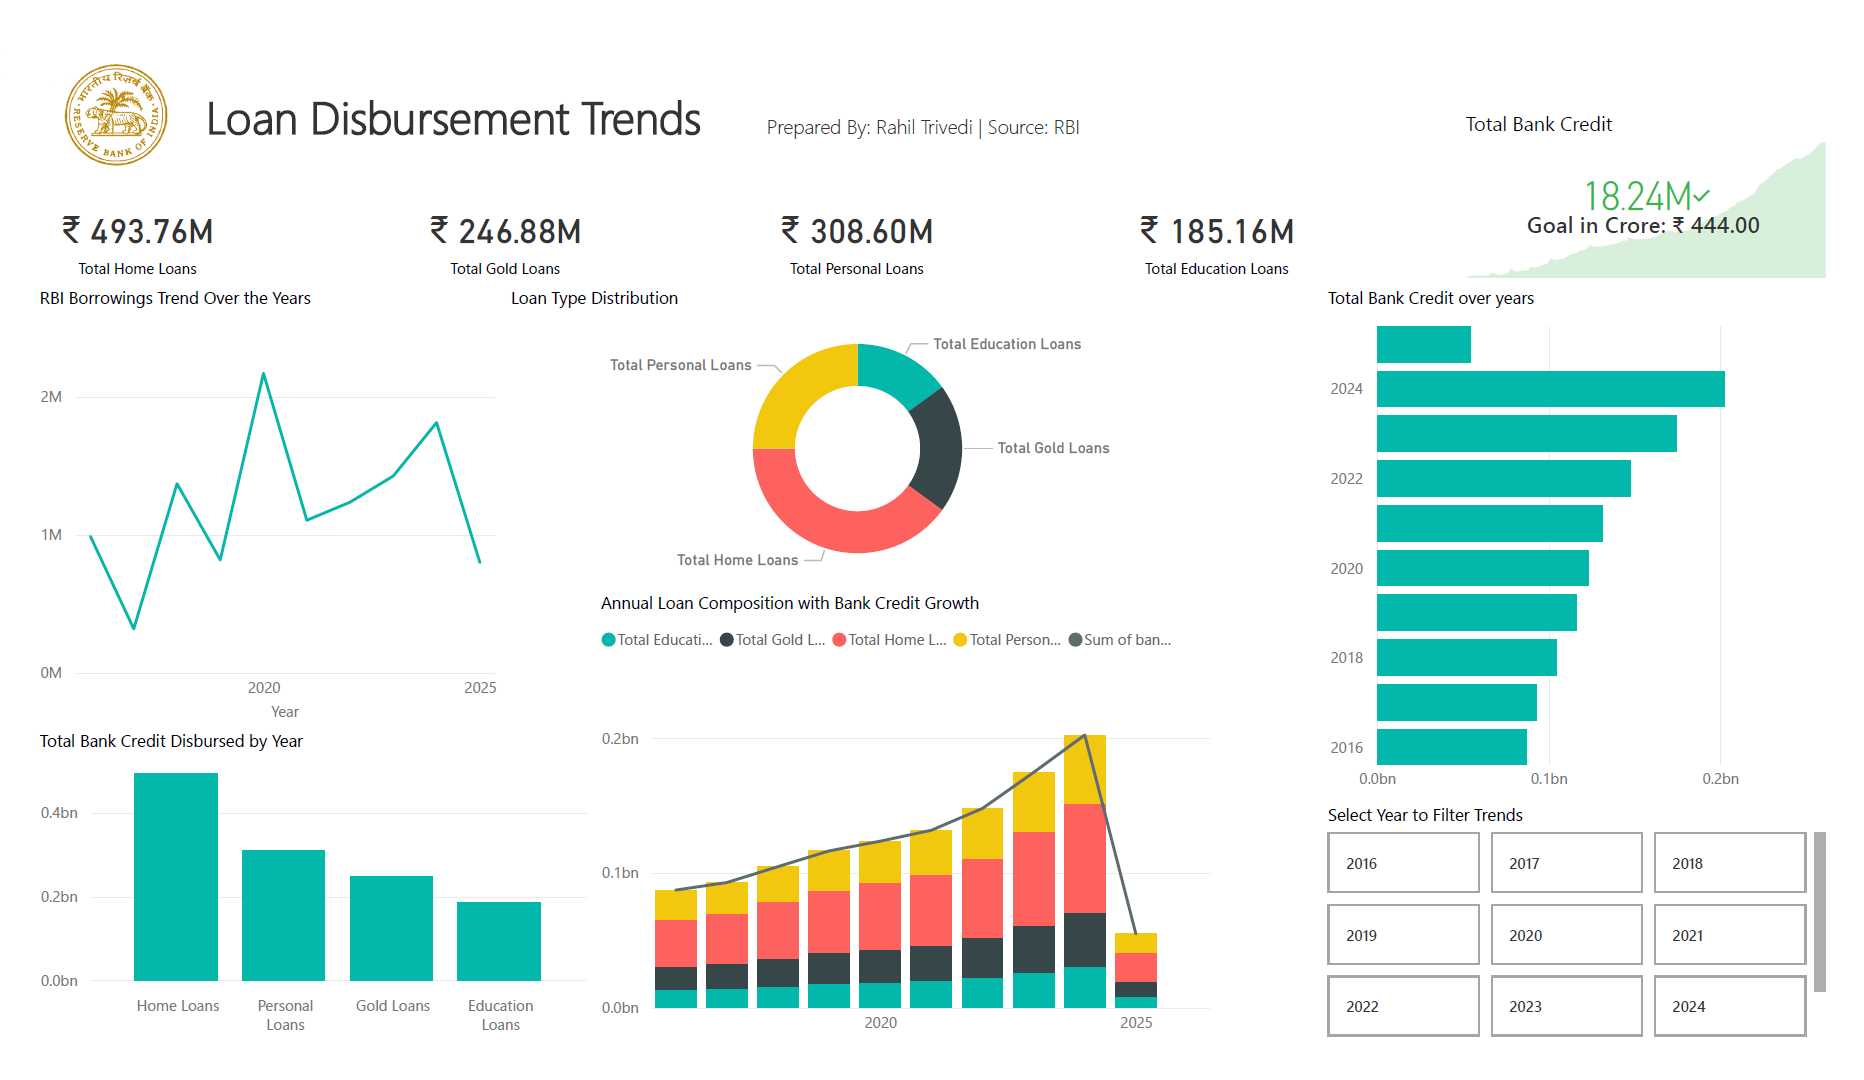 भारतीय रिज़र्व बैंक
RESERVE BANK OF INDIA
Loan Disbursement Trends
Prepared By: Rahil Trivedi | Source: RBI
Total Bank Credit
18.24M
Goal in Crore: ₹ 444.00
₹ 493.76M
Total Home Loans
₹ 246.88M
Total Gold Loans
₹ 308.60M
Total Personal Loans
₹ 185.16M
Total Education Loans
RBI Borrowings Trend Over the Years
2M
1M
0M
2020
2025
Year
Loan Type Distribution
Total Education Loans
Total Personal Loans
Total Gold Loans
Total Home Loans
Total Bank Credit over years
2024
2022
2020
2018
2016
0.0bn
0.1bn
0.2bn
Annual Loan Composition with Bank Credit Growth
Total Educati...
Total Gold L...
Total Home L...
Total Person...
Sum of ban...
0.2bn
0.1bn
0.0bn
2020
2025
Total Bank Credit Disbursed by Year
0.4bn
0.2bn
0.0bn
Home Loans
Personal
Loans
Gold Loans
Education
Loans
Select Year to Filter Trends
2016
2017
2018
2019
2020
2021
2022
2023
2024